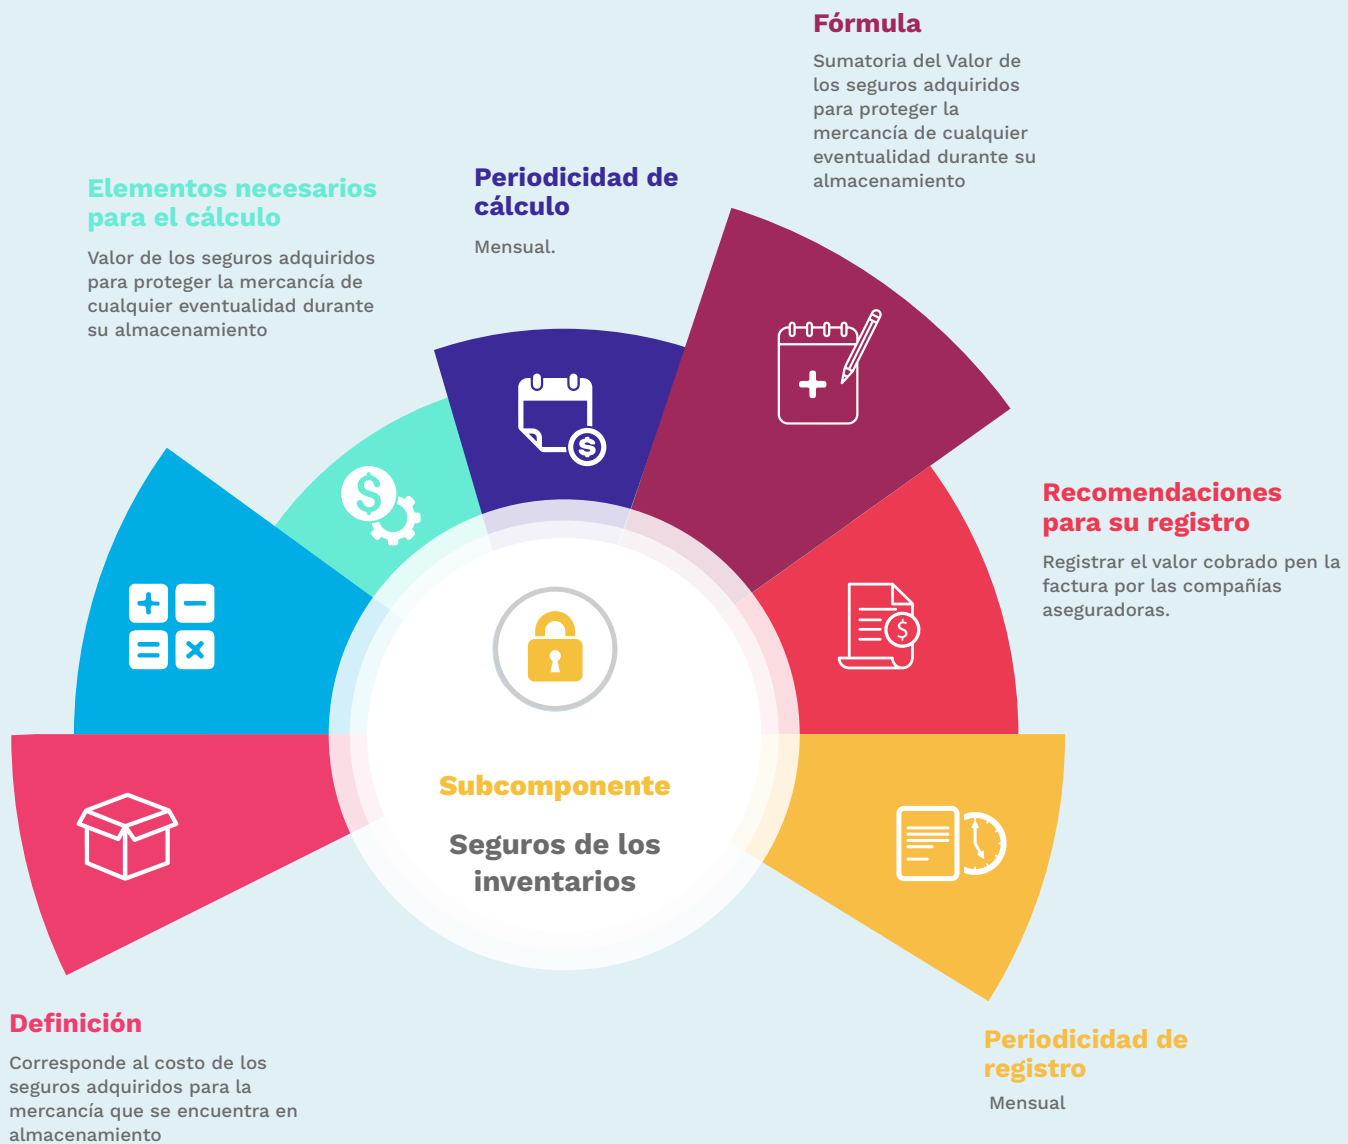 Fórmula
Sumatoria del Valor de
los seguros adquiridos
para proteger la
mercancía de cualquier
eventualidad durante su
almacenamiento
Elementos necesarios
para el cálculo
Valor de los seguros adquiridos
para proteger la mercancía de
cualquier eventualidad durante
su almacenamiento
Periodicidad de
cálculo
Mensual.
Recomendaciones
para su registro
Registrar el valor cobrado pen la
factura por las compañías
aseguradoras.
Subcomponente
Seguros de los
inventarios
Definición
Corresponde al costo de los
seguros adquiridos para la
mercancía que se encuentra en
almacenamiento
Periodicidad de
registro
Mensual